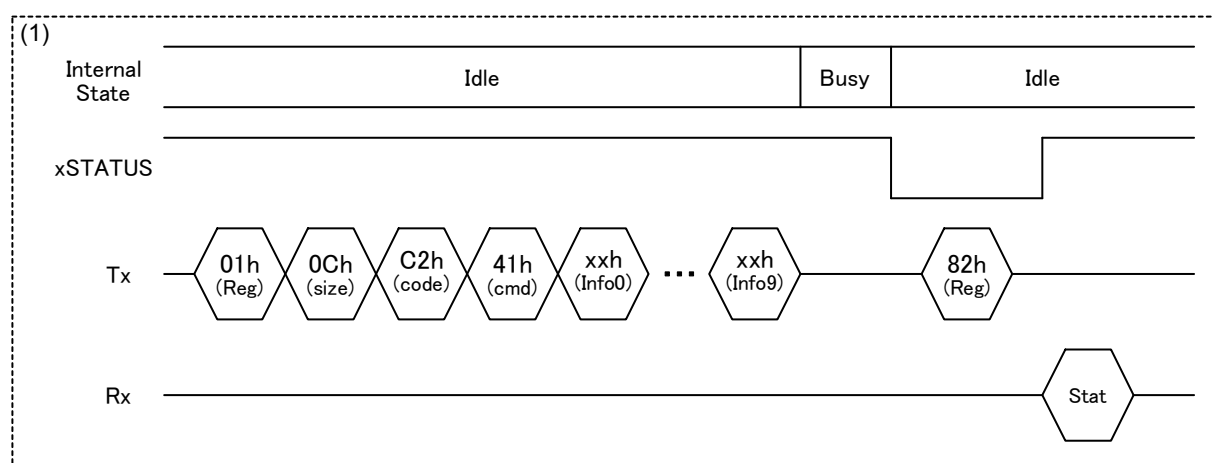 (1)
Internal
State
Idle
Busy
Idle
xSTATUS
Tx
01h
(Reg)
0Ch
(size)
C2h
(code)
41h
(cmd)
xxh
(Info0)
...
xxh
(Info9)
82h
(Reg)
Rx
Stat